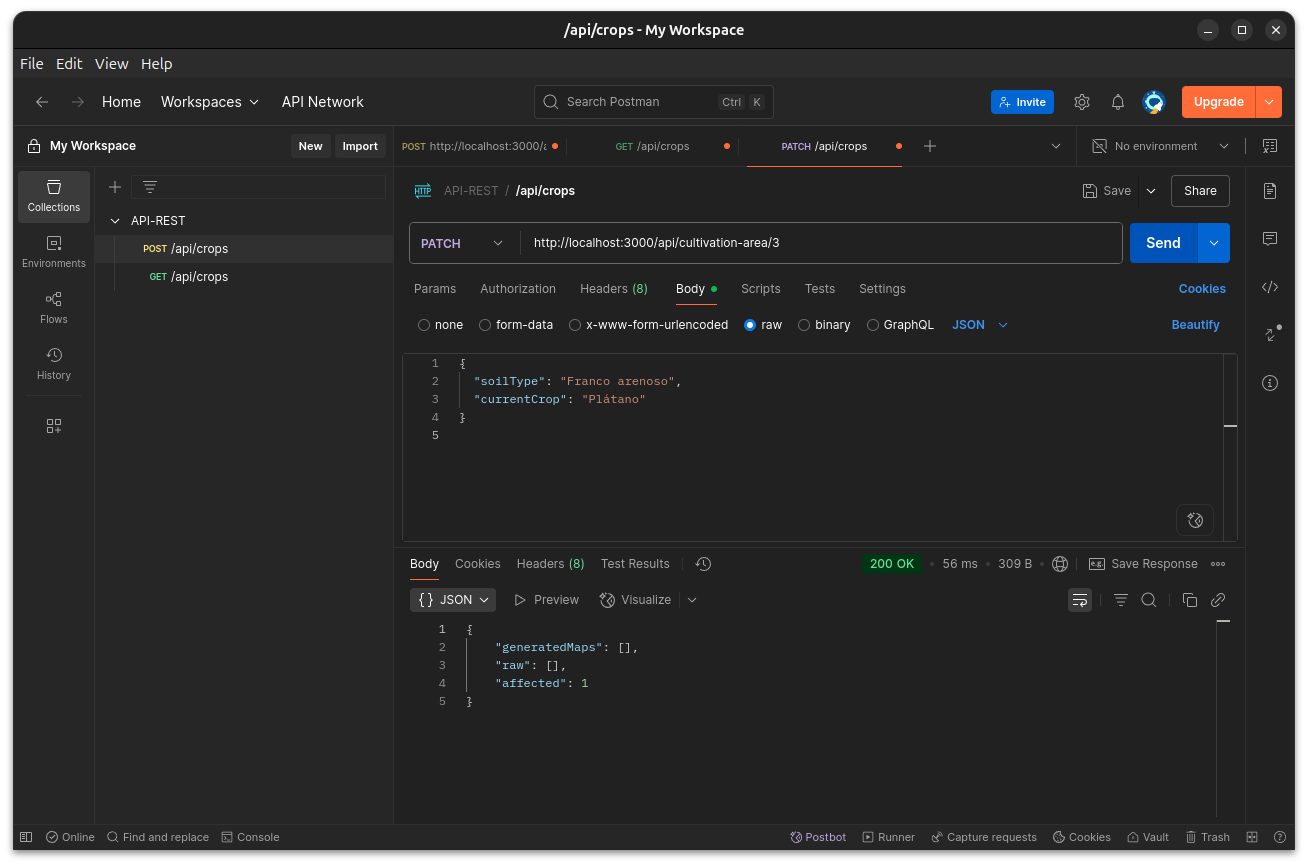 /api/crops - My Workspace
File Edit View Help
Home Workspaces API Network Search Postman Ctrl K Invite Upgrade
My Workspace New Import POST http://localhost:3000/a GET /api/crops PATCH /api/crops No environment
Collections
Environments
Flows
History
API-REST
POST /api/crops
GET /api/crops
HTTP API-REST / /api/crops Save Share
PATCH http://localhost:3000/api/cultivation-area/3 Send
Params Authorization Headers (8) Body Scripts Tests Settings Cookies
none form-data x-www-form-urlencoded raw binary GraphQL JSON Beautify
1 {
2 "soilType": "Franco arenoso",
3 "currentCrop": "Plátano"
4 }
5
Body Cookies Headers (8) Test Results 200 OK • 56 ms • 309 B • e.g. Save Response
{} JSON Preview Visualize
1 {
2 "generatedMaps": [],
3 "raw": [],
4 "affected": 1
5 }
Online Find and replace Console Postbot Runner Capture requests Cookies Vault Trash